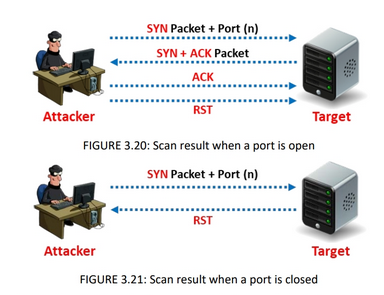 SYN Packet + Port (n)
SYN + ACK Packet
ACK
RST
Attacker
Target
FIGURE 3.20: Scan result when a port is open
SYN Packet + Port (n)
RST
Attacker
Target
FIGURE 3.21: Scan result when a port is closed